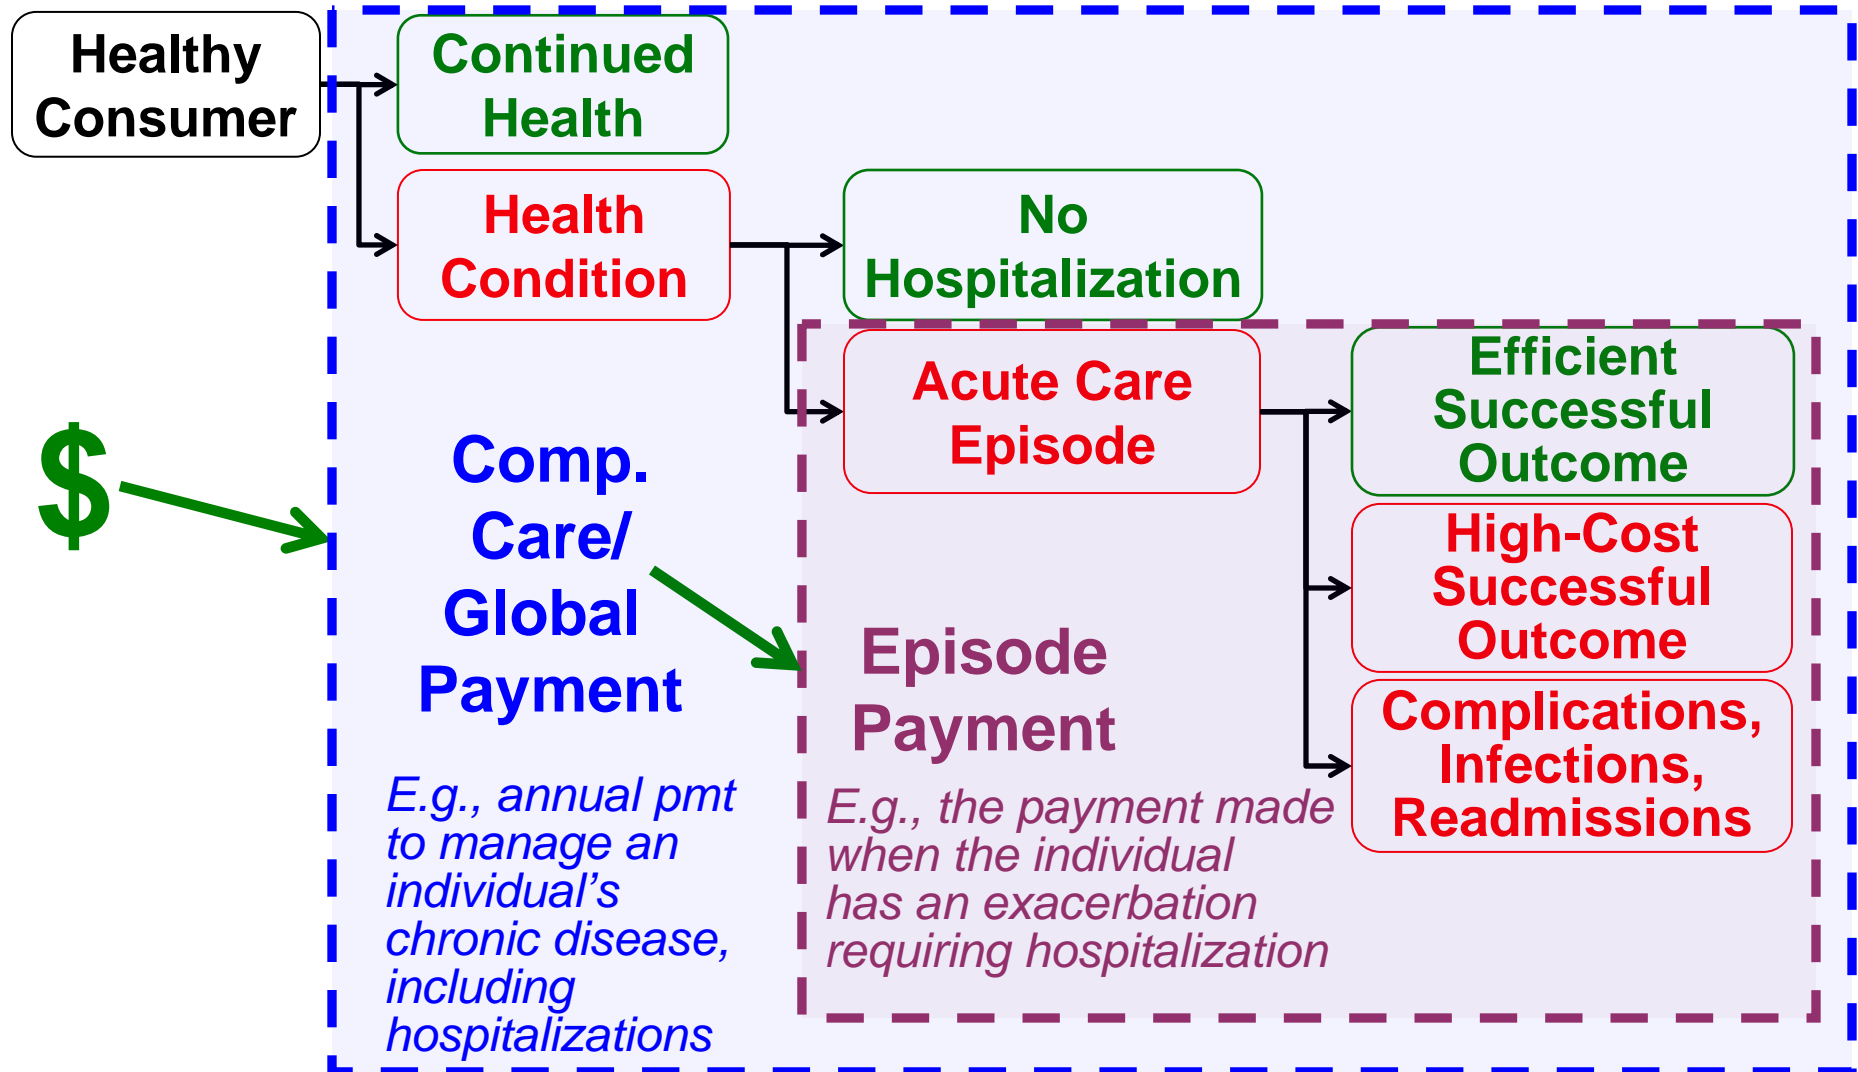 Healthy
Consumer
Continued
Health
Health
Condition
No
Hospitalization
Acute Care
Episode
Efficient
Successful
Outcome
High-Cost
Successful
Outcome
Complications,
Infections,
Readmissions
$
Comp.
Care/
Global
Payment
E.g., annual pmt
to manage an
individual’s
chronic disease,
including
hospitalizations
Episode
Payment
E.g., the payment made
when the individual
has an exacerbation
requiring hospitalization